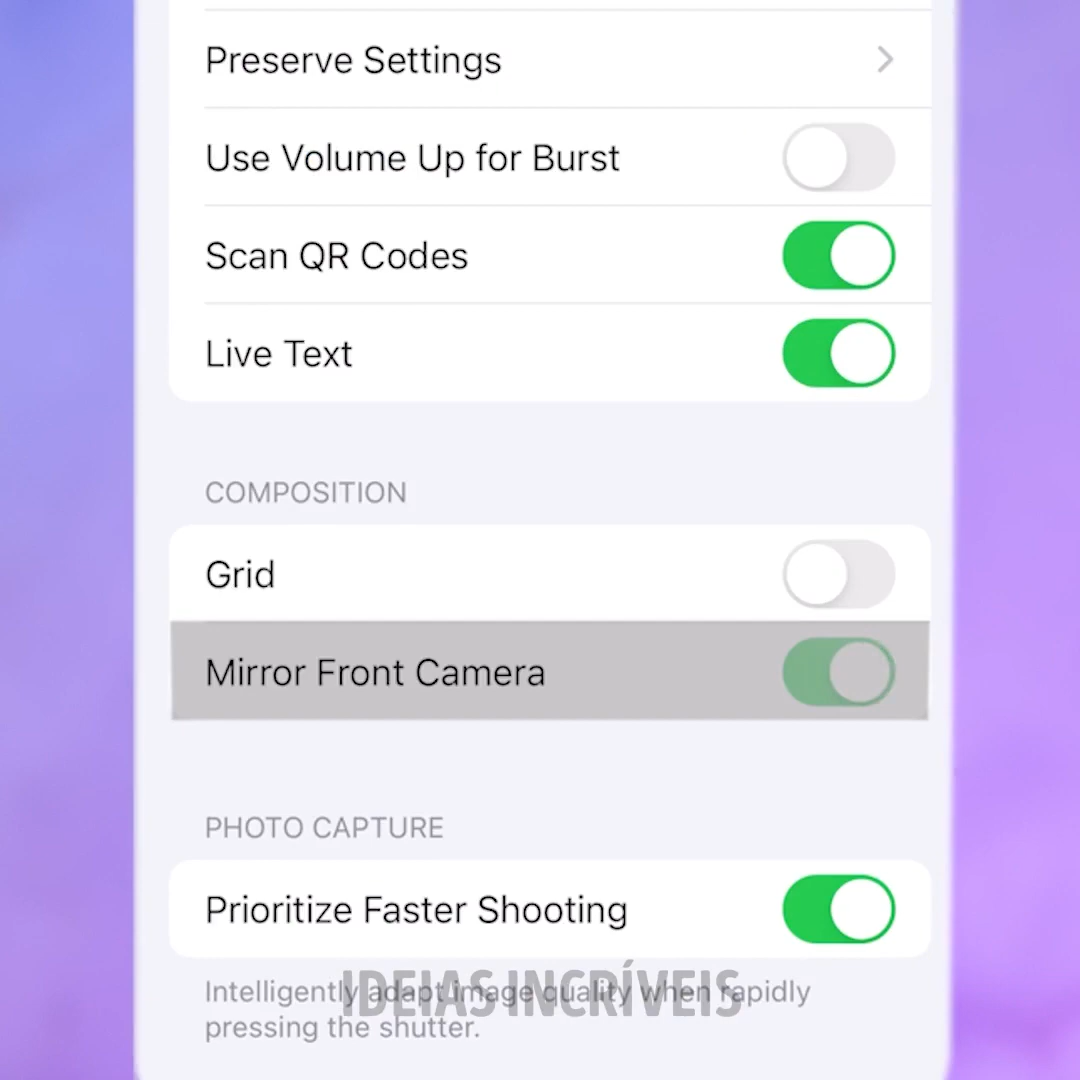 Preserve Settings
Use Volume Up for Burst
Scan QR Codes
Live Text
COMPOSITION
Grid
Mirror Front Camera
PHOTO CAPTURE
Prioritize Faster Shooting
Intelligently adapt image quality when rapidly
pressing the shutter.
IDEIAS INCRÍVEIS